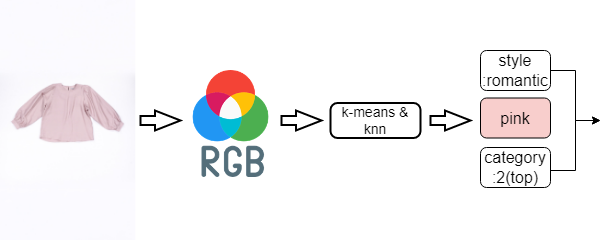 RGB
k-means &
knn
style
:romantic
pink
category
:2(top)